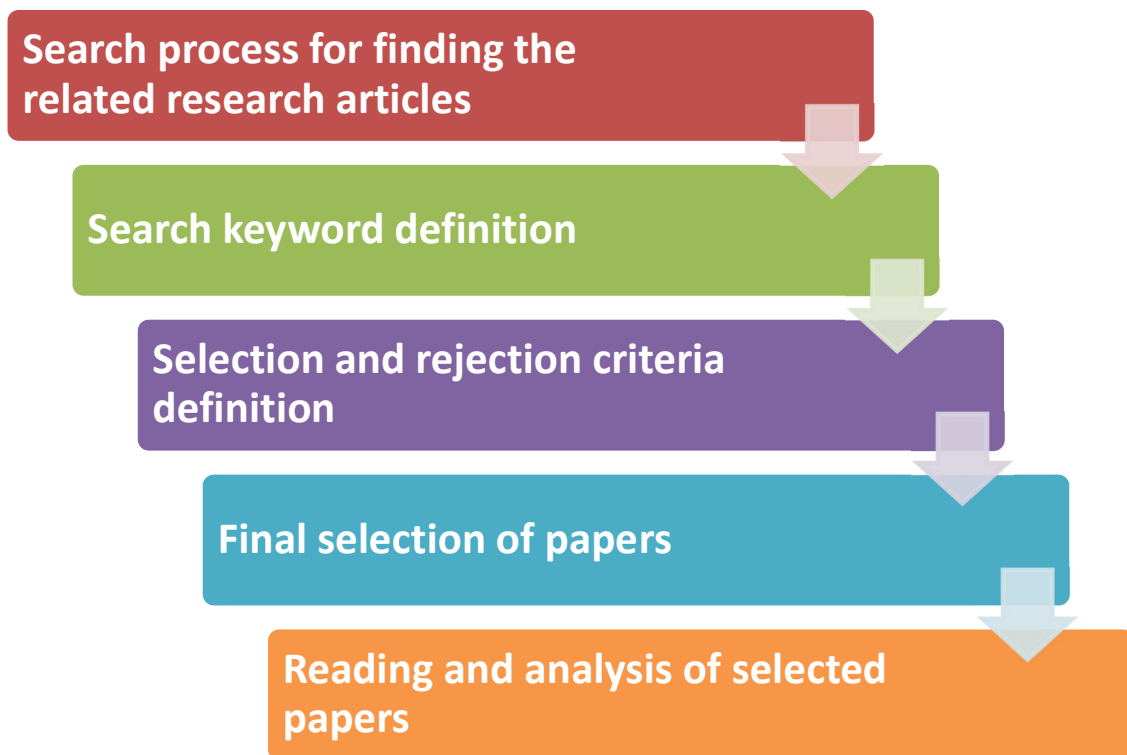 Search process for finding the
related research articles
Search keyword definition
Selection and rejection criteria
definition
Final selection of papers
Reading and analysis of selected
papers